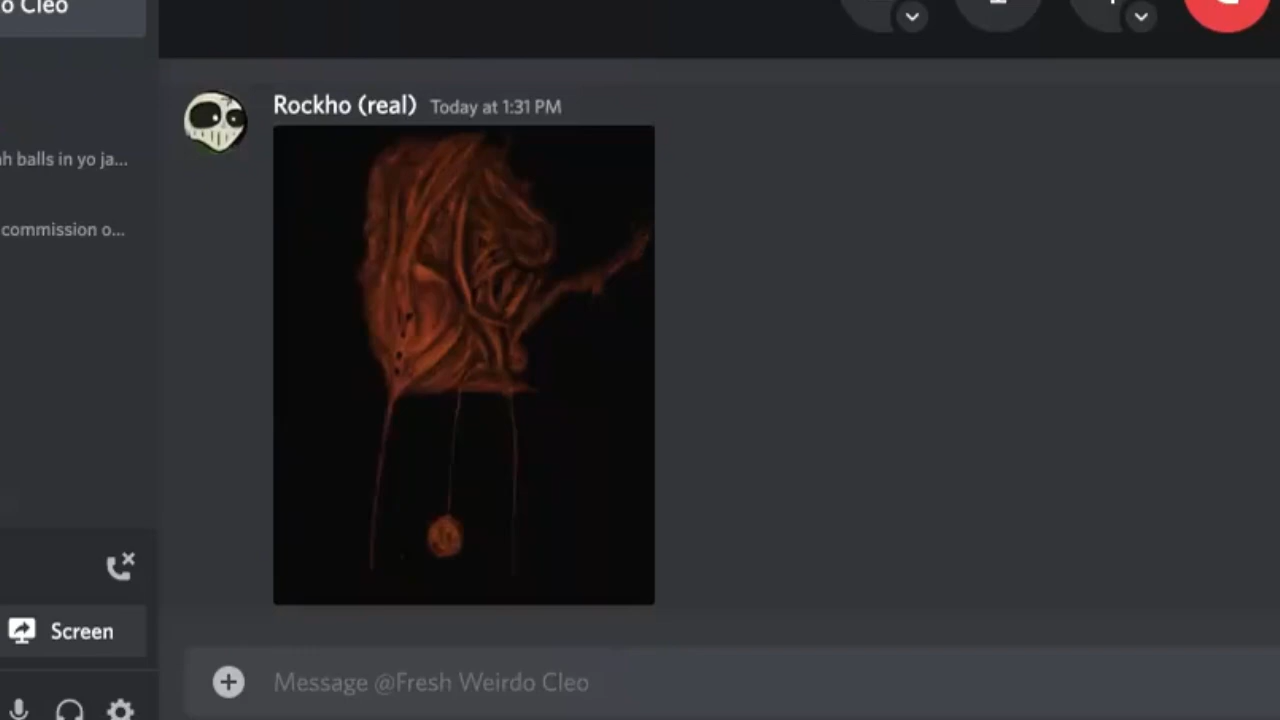 o Cleo
Rockho (real) Today at 1:31 PM
h balls in yo ja...
commission o...
Screen
Message @Fresh Weirdo Cleo